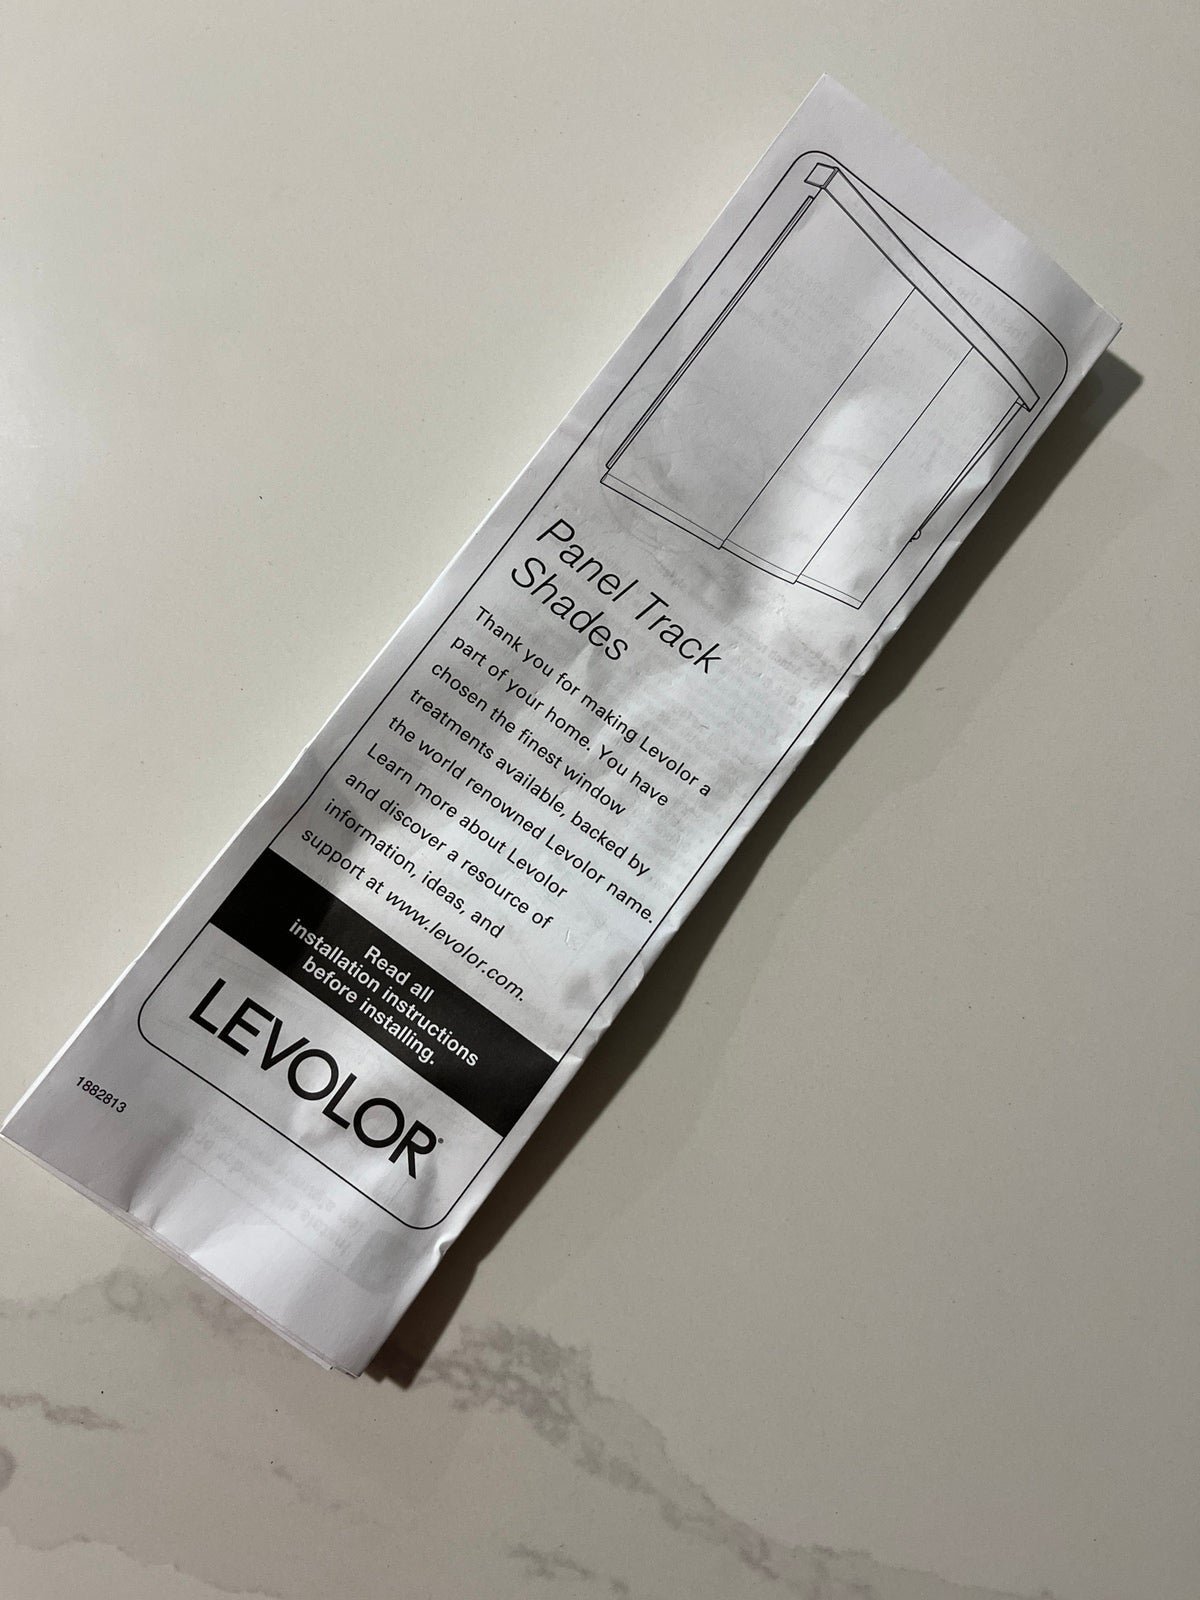 Panel Track
Shades
Thank you for making Levolor a
part of your home. You have
chosen the finest window
treatments available, backed by
the world renowned Levolor name.
Learn more about Levolor
and discover a resource of
information, ideas, and
support at www.levolor.com.
Read all
installation instructions
before installing.
LEVOLOR®
1882813